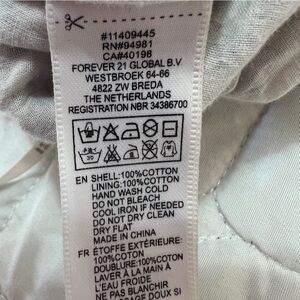 #11409445
RN#94981
CA#40198
FOREVER 21 GLOBAL B.V
WESTBROEK 64-66
4822 ZW BREDA
THE NETHERLANDS
REGISTRATION NBR 34386700
30
EN SHELL:100%COTTON
LINING:100%COTTON
HAND WASH COLD
DO NOT BLEACH
COOL IRON IF NEEDED
DO NOT DRY CLEAN
DRY FLAT
MADE IN CHINA
FR ÉTOFFE EXTÉRIEURE:
100%COTON
DOUBLURE:100%COTON
LAVER À LA MAIN À
L'EAU FROIDE
NE PAS BLANCHIR